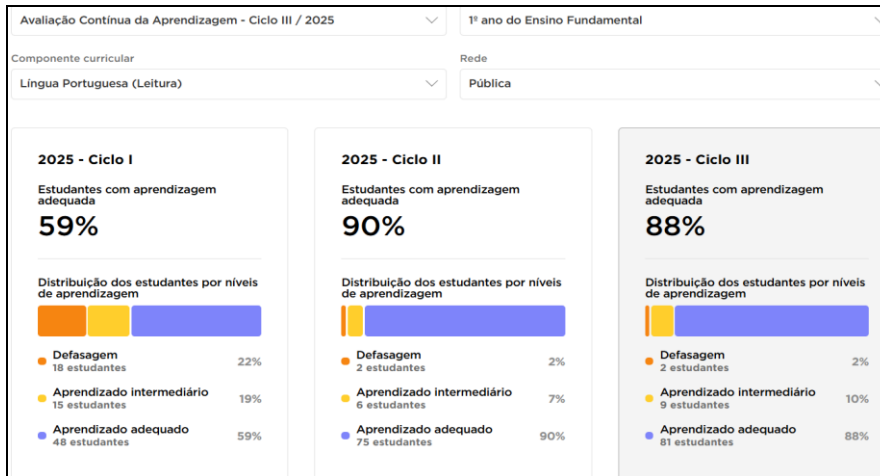 Avaliação Contínua da Aprendizagem - Ciclo III / 2025
1º ano do Ensino Fundamental
Componente curricular
Rede
Língua Portuguesa (Leitura)
Pública
2025 - Ciclo I
Estudantes com aprendizagem
adequada
59%
Distribuição dos estudantes por níveis
de aprendizagem
Defasagem
18 estudantes
22%
Aprendizado intermediário
15 estudantes
19%
Aprendizado adequado
48 estudantes
59%
2025 - Ciclo II
Estudantes com aprendizagem
adequada
90%
Distribuição dos estudantes por níveis
de aprendizagem
Defasagem
2 estudantes
2%
Aprendizado intermediário
6 estudantes
7%
Aprendizado adequado
75 estudantes
90%
2025 - Ciclo III
Estudantes com aprendizagem
adequada
88%
Distribuição dos estudantes por níveis
de aprendizagem
Defasagem
2 estudantes
2%
Aprendizado intermediário
9 estudantes
10%
Aprendizado adequado
81 estudantes
88%